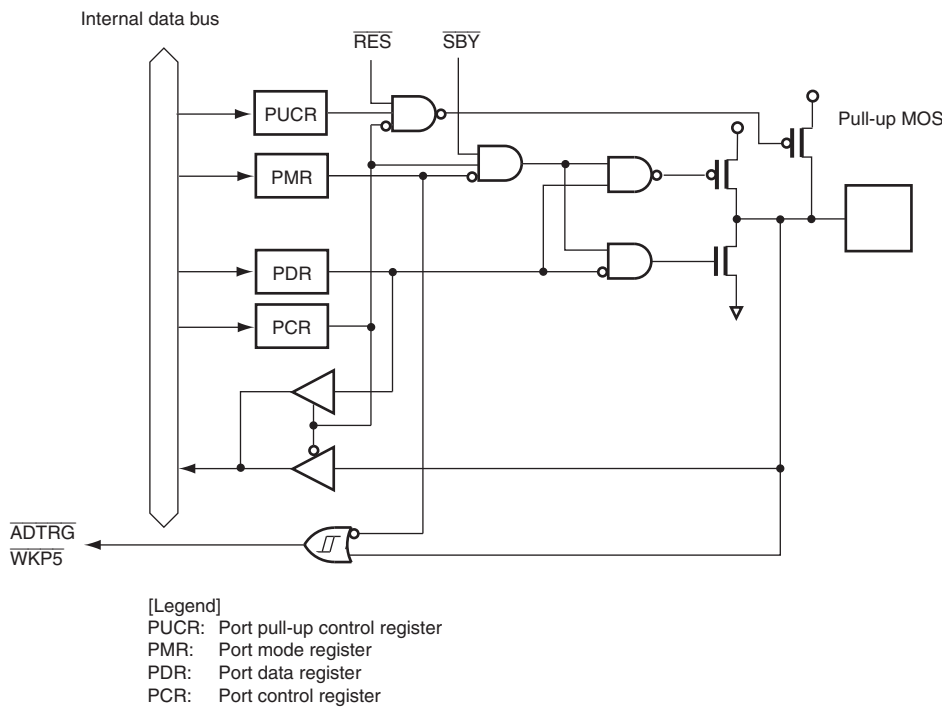 Internal data bus
RES
SBY
PUCR
Pull-up MOS
PMR
PDR
PCR
ADTRG
WKP5
[Legend]
PUCR: Port pull-up control register
PMR: Port mode register
PDR: Port data register
PCR: Port control register